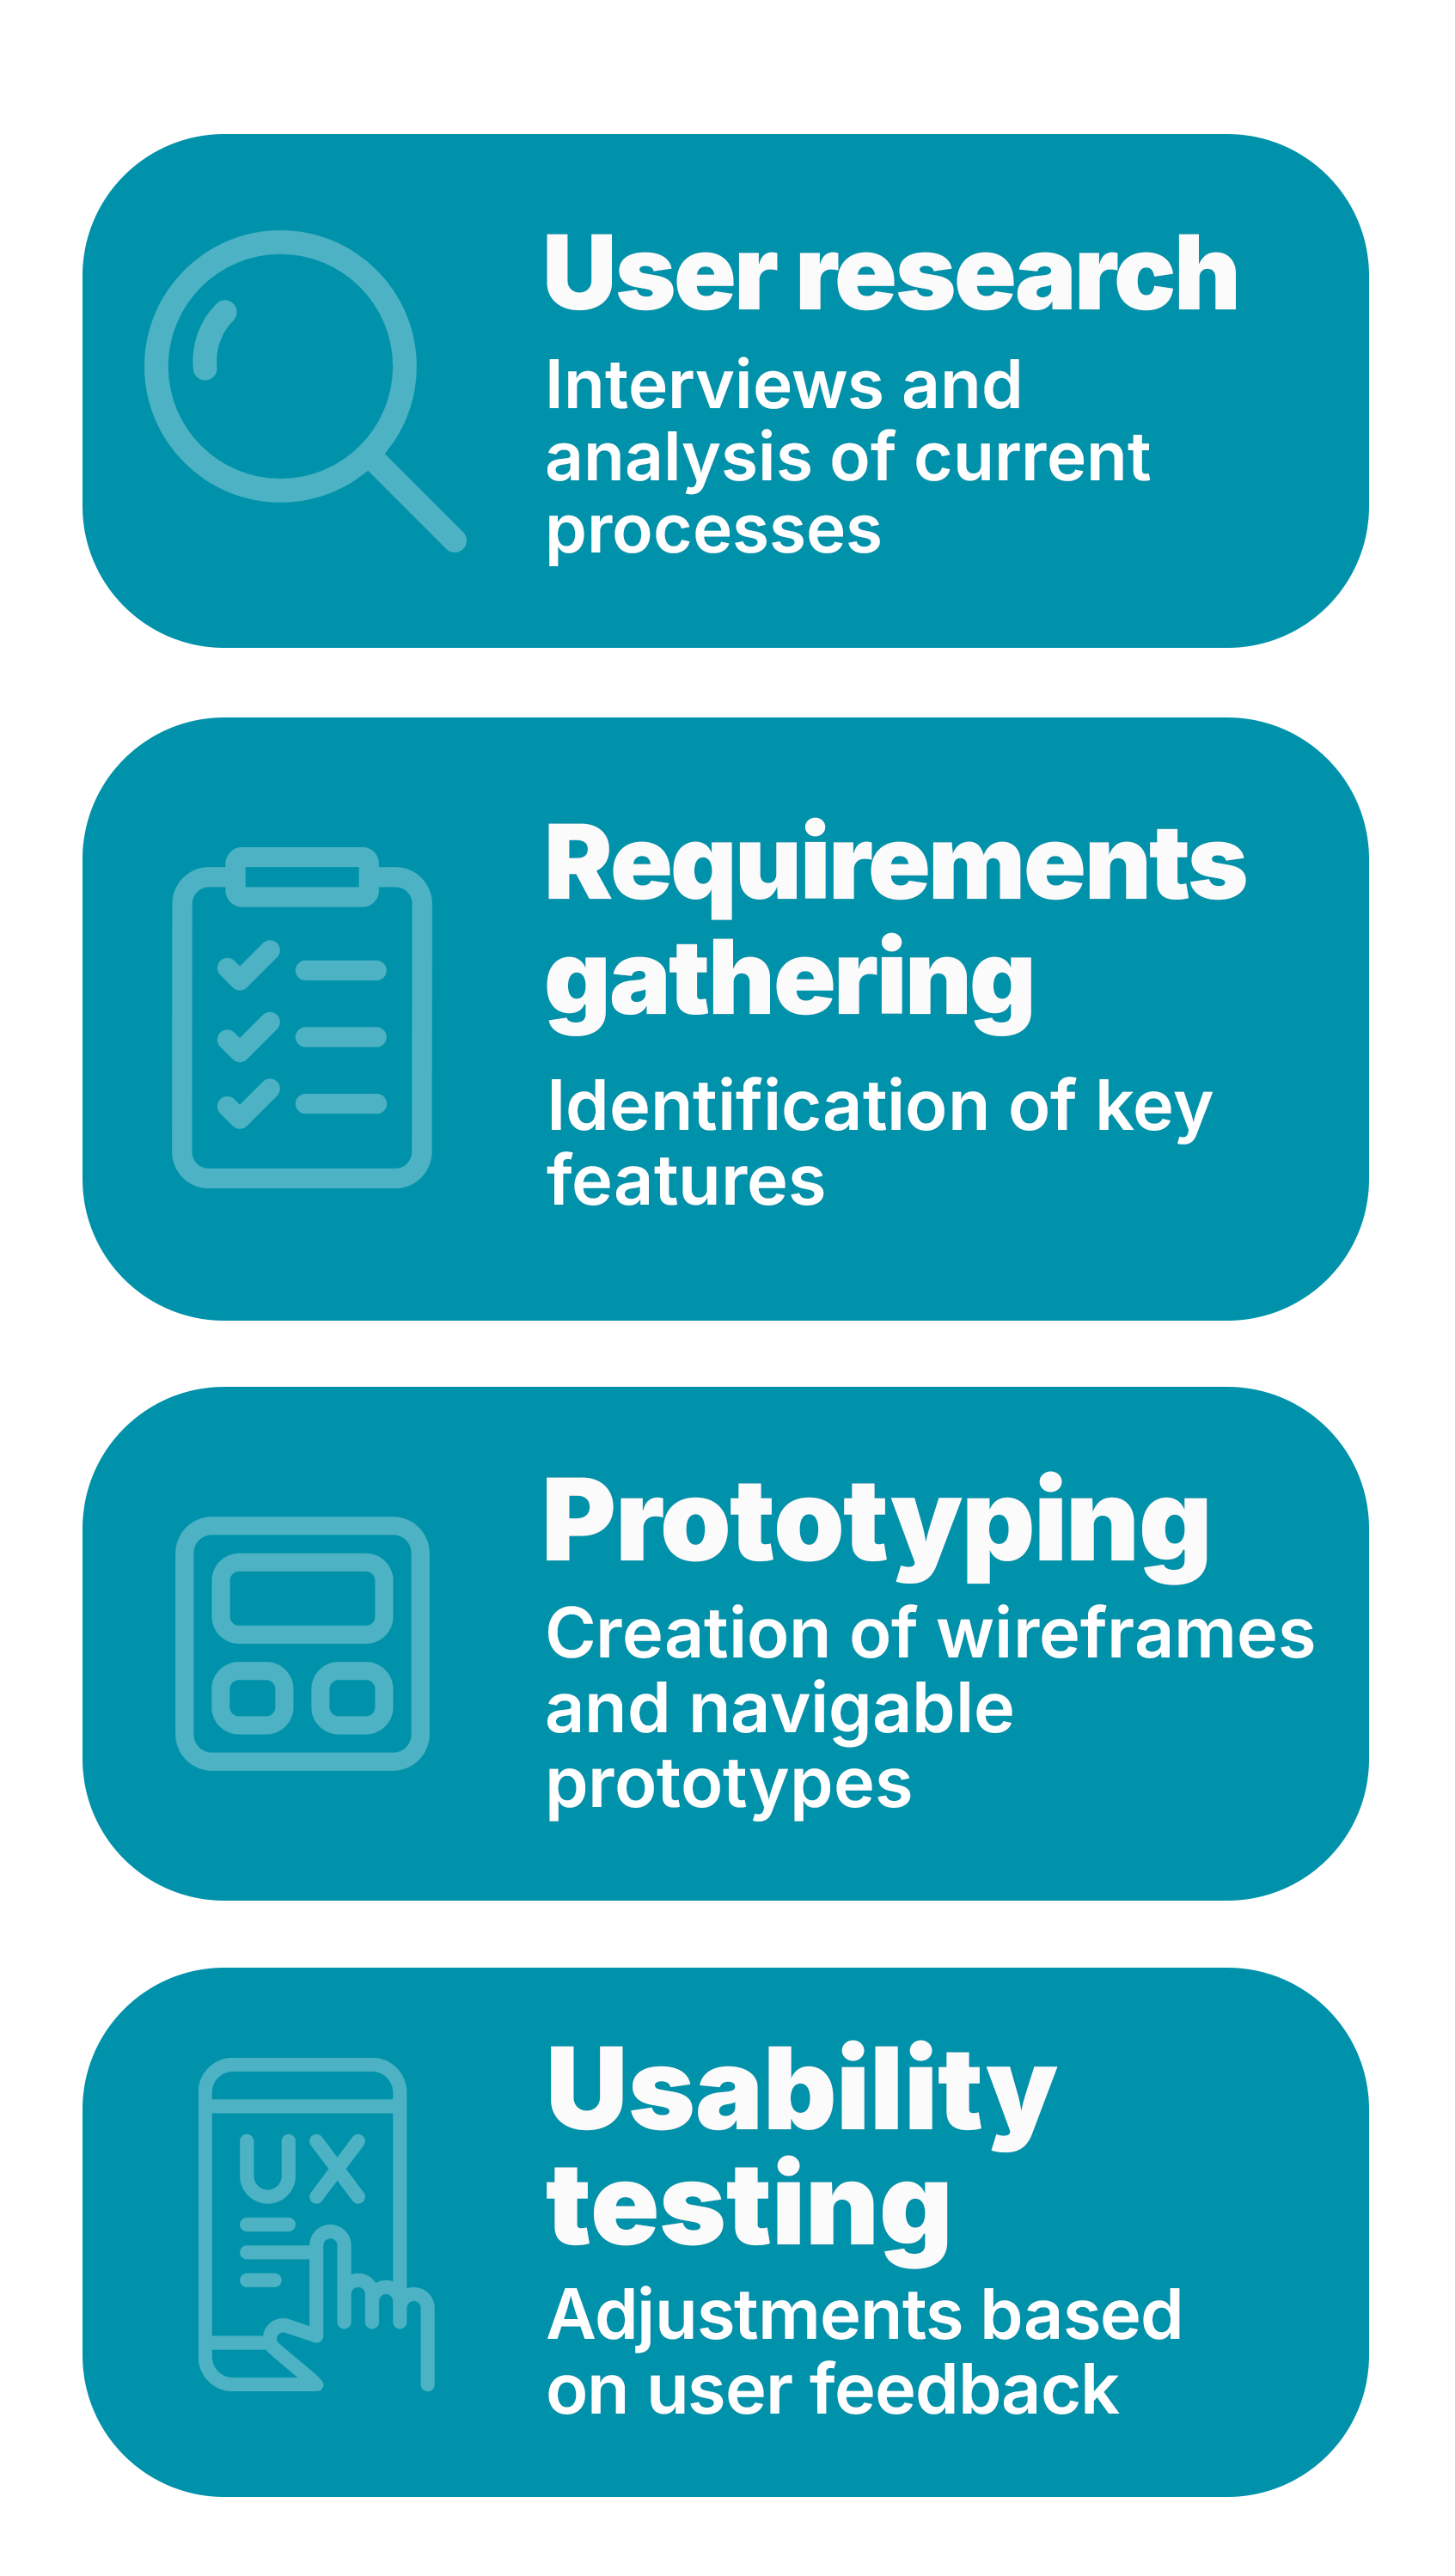 User research
Interviews and
analysis of current
processes
Requirements
gathering
Identification of key
features
Prototyping
Creation of wireframes
and navigable
prototypes
UX
Usability
testing
Adjustments based
on user feedback